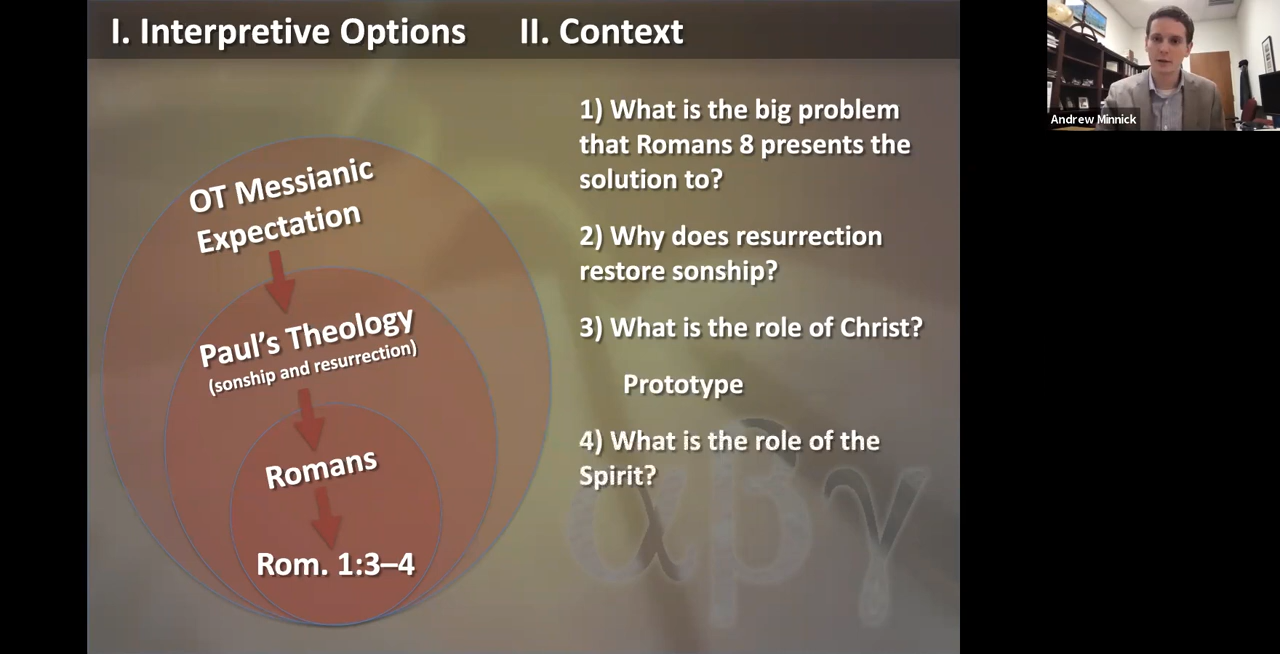 I. Interpretive Options II. Context
OT Messianic
Expectation
Paul's Theology
(sonship and resurrection)
Romans
Rom. 1:3–4
1) What is the big problem
that Romans 8 presents the
solution to?
2) Why does resurrection
restore sonship?
3) What is the role of Christ?
Prototype
4) What is the role of the
Spirit?
αβγ
Andrew Minnick